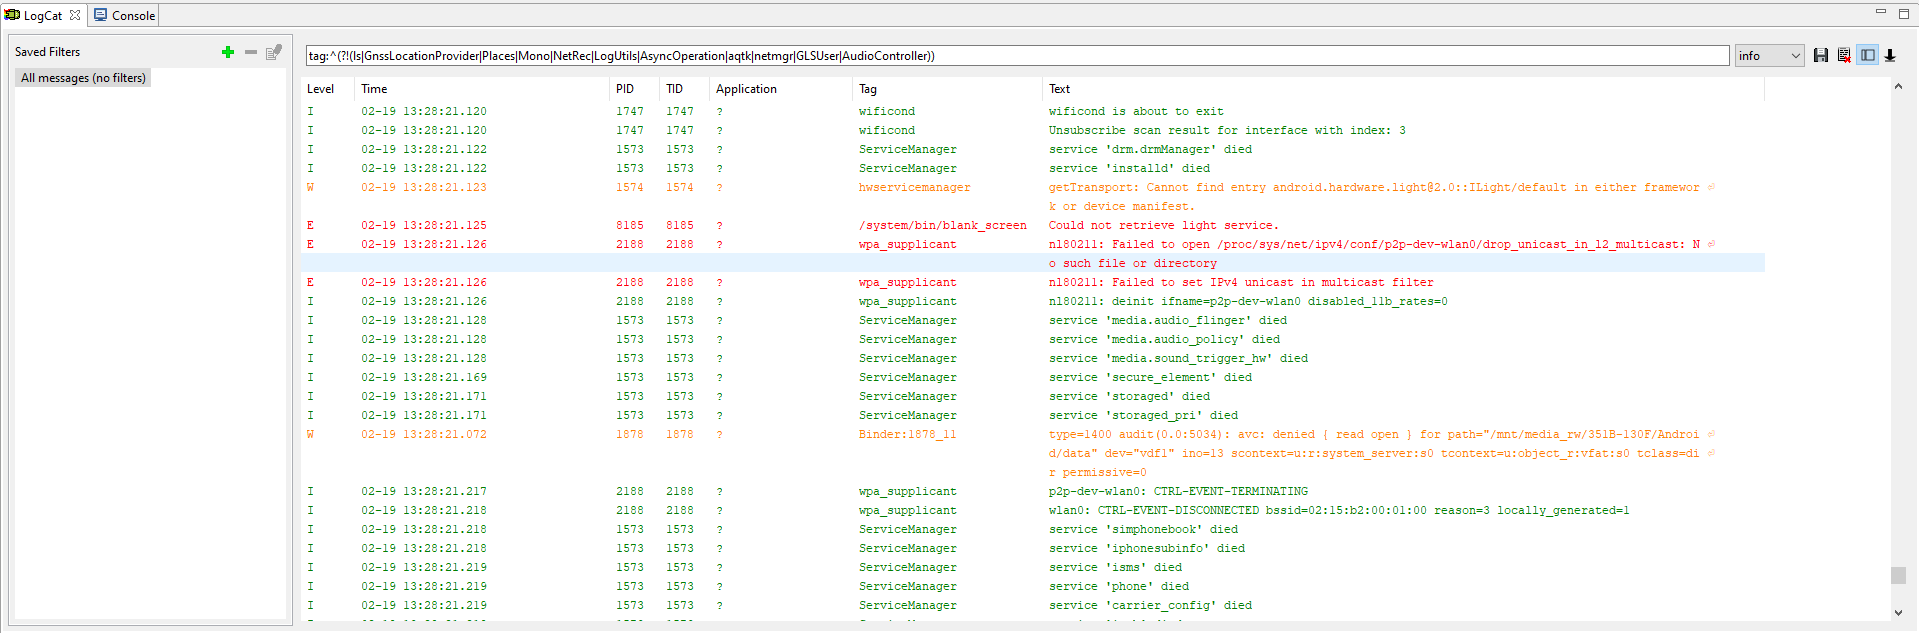 LogCat Console
Saved Filters
All messages (no filters)
tag:^(?!(ls|GnssLocationProvider|Places|Mono|NetRec|LogUtils|AsyncOperation|aqtk|netmgr|GLSUser|AudioController)) info
Level Time PID TID Application Tag Text
I 02-19 13:28:21.120 1747 1747 ? wificond wificond is about to exit
I 02-19 13:28:21.120 1747 1747 ? wificond Unsubscribe scan result for interface with index: 3
I 02-19 13:28:21.122 1573 1573 ? ServiceManager service 'drm.drmManager' died
I 02-19 13:28:21.122 1573 1573 ? ServiceManager service 'installd' died
W 02-19 13:28:21.123 1574 1574 ? hwservicemanager getTransport: Cannot find entry android.hardware.light@2.0::ILight/default in either framewor
k or device manifest.
E 02-19 13:28:21.125 8185 8185 ? /system/bin/blank_screen Could not retrieve light service.
E 02-19 13:28:21.126 2188 2188 ? wpa_supplicant nl80211: Failed to open /proc/sys/net/ipv4/conf/p2p-dev-wlan0/drop_unicast_in_l2_multicast: N
o such file or directory
E 02-19 13:28:21.126 2188 2188 ? wpa_supplicant nl80211: Failed to set IPv4 unicast in multicast filter
I 02-19 13:28:21.126 2188 2188 ? wpa_supplicant nl80211: deinit ifname=p2p-dev-wlan0 disabled_11b_rates=0
I 02-19 13:28:21.128 1573 1573 ? ServiceManager service 'media.audio_flinger' died
I 02-19 13:28:21.128 1573 1573 ? ServiceManager service 'media.audio_policy' died
I 02-19 13:28:21.128 1573 1573 ? ServiceManager service 'media.sound_trigger_hw' died
I 02-19 13:28:21.169 1573 1573 ? ServiceManager service 'secure_element' died
I 02-19 13:28:21.171 1573 1573 ? ServiceManager service 'storaged' died
I 02-19 13:28:21.171 1573 1573 ? ServiceManager service 'storaged_pri' died
W 02-19 13:28:21.072 1878 1878 ? Binder:1878_11 type=1400 audit(0.0:5034): avc: denied { read open } for path="/mnt/media_rw/351B-130F/Androi
d/data" dev="vdf1" ino=13 scontext=u:r:system_server:s0 tcontext=u:object_r:vfat:s0 tclass=di
r permissive=0
I 02-19 13:28:21.217 2188 2188 ? wpa_supplicant p2p-dev-wlan0: CTRL-EVENT-TERMINATING
I 02-19 13:28:21.218 2188 2188 ? wpa_supplicant wlan0: CTRL-EVENT-DISCONNECTED bssid=02:15:b2:00:01:00 reason=3 locally_generated=1
I 02-19 13:28:21.218 1573 1573 ? ServiceManager service 'simphonebook' died
I 02-19 13:28:21.218 1573 1573 ? ServiceManager service 'iphonesubinfo' died
I 02-19 13:28:21.219 1573 1573 ? ServiceManager service 'isms' died
I 02-19 13:28:21.219 1573 1573 ? ServiceManager service 'phone' died
I 02-19 13:28:21.219 1573 1573 ? ServiceManager service 'carrier_config' died